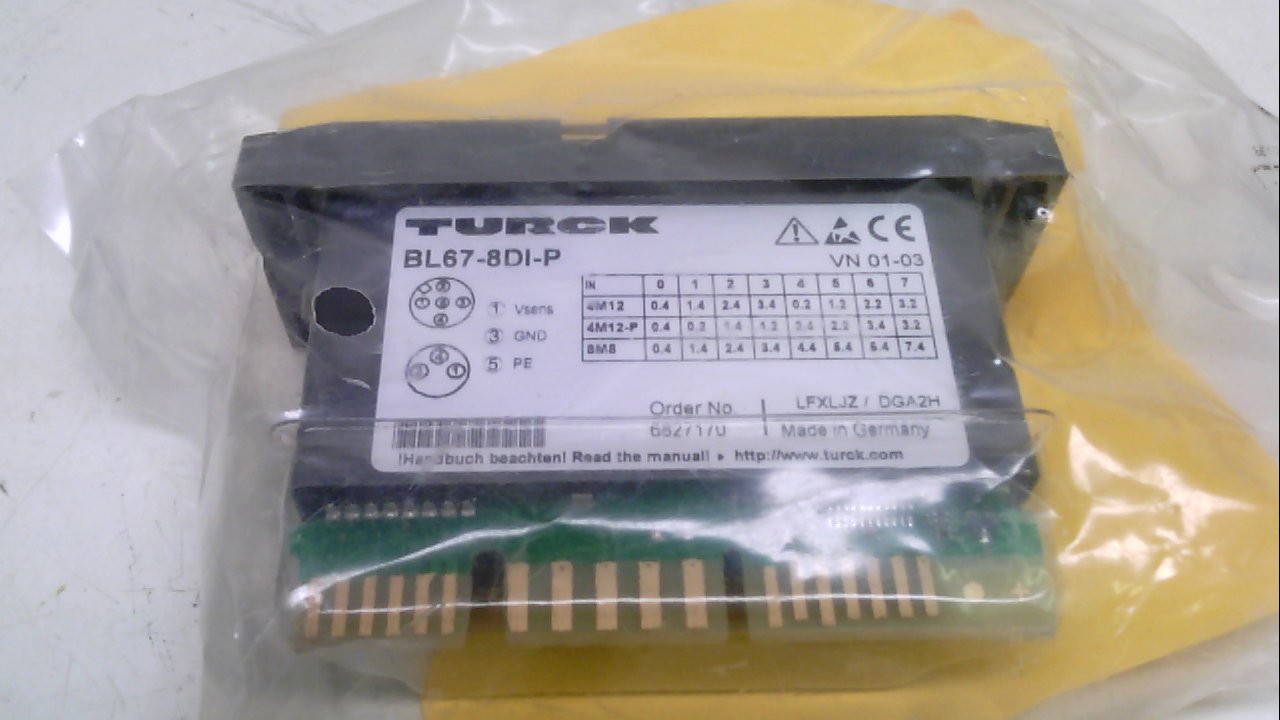 TURCK
CE
BL67-8DI-P
VN 01-03
IN 0 1 2 3 4 5 6 7
4M12 0.4 1.4 2.4 3.4 0.2 1.2 2.2 3.2
4M12-P 0.4 0.2 1.4 1.2 2.4 2.2 3.4 3.2
8M8 0.4 1.4 2.4 3.4 4.4 5.4 6.4 7.4
1 Vsens
3 GND
5 PE
Order No. LFXLJZ / DGA2H
6827170 Made in Germany
!Handbuch beachten! Read the manual! ▸ http://www.turck.com